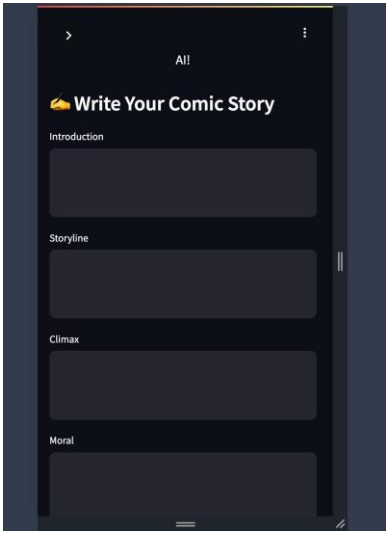 AI!
✍️ Write Your Comic Story
Introduction
Storyline
Climax
Moral